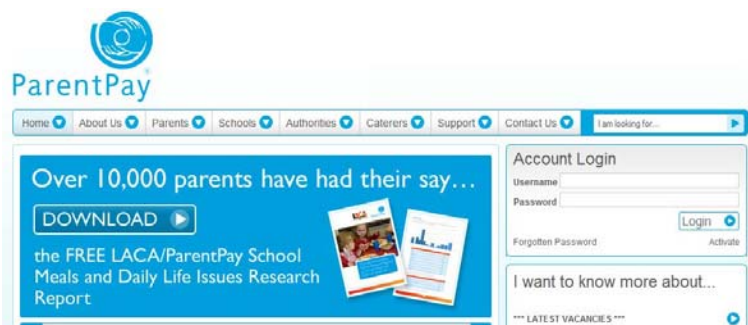 ParentPay
Home
About Us
Parents
Schools
Authorities
Caterers
Support
Contact Us
I am looking for...
Over 10,000 parents have had their say...
DOWNLOAD
the FREE LACA/ParentPay School
Meals and Daily Life Issues Research
Report
Account Login
Username
Password
Login
Forgotten Password
Activate
I want to know more about...
*** LATEST VACANCIES ***